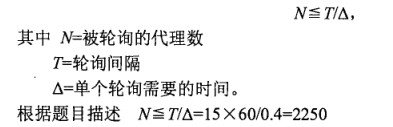 N≦T/Δ，
其中 N=被轮询的代理数
T=轮询间隔
Δ=单个轮询需要的时间。
根据题目描述 N≦T/Δ=15×60/0.4=2250